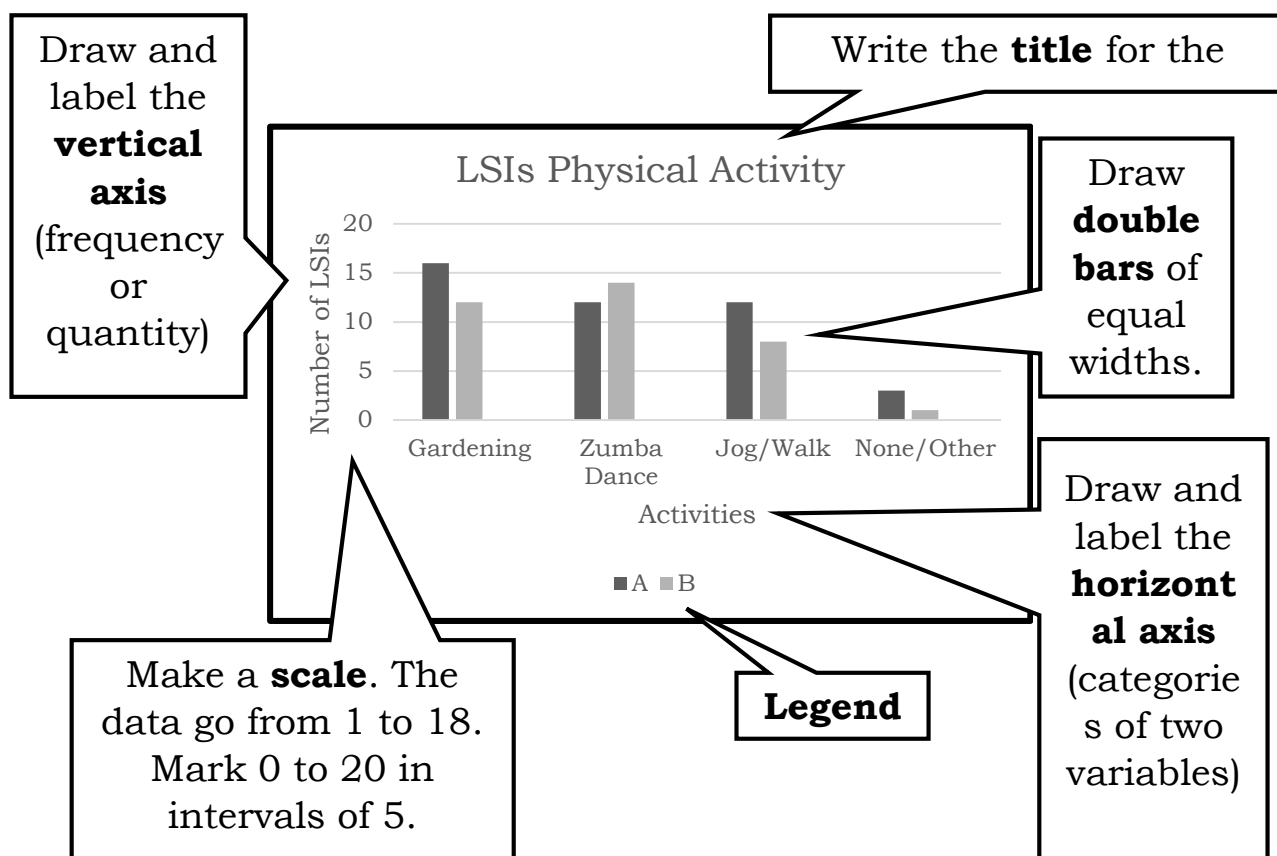 Draw and
label the
vertical
axis
(frequency
or
quantity)
Write the title for the
LSIs Physical Activity
Number of LSIs
20
15
10
5
0
Gardening
Zumba
Dance
Jog/Walk
None/Other
Activities
A B
Draw
double
bars of
equal
widths.
Draw and
label the
horizont
al axis
(categorie
s of two
variables)
Make a scale. The
data go from 1 to 18.
Mark 0 to 20 in
intervals of 5.
Legend